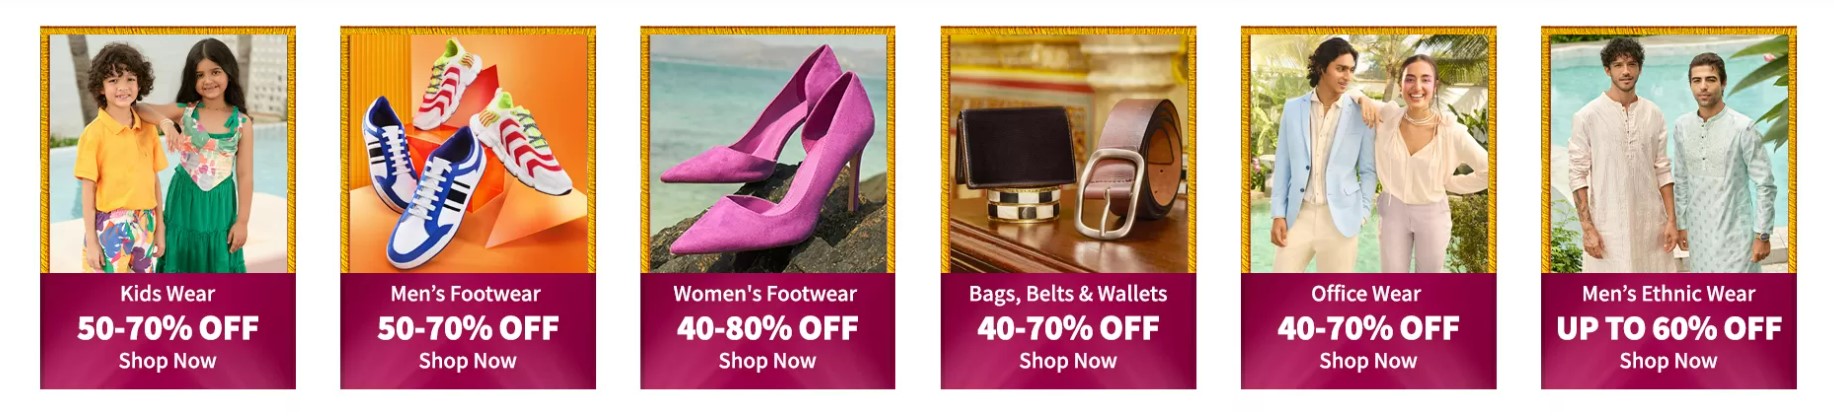 Kids Wear
50-70% OFF
Shop Now
Men’s Footwear
50-70% OFF
Shop Now
Women's Footwear
40-80% OFF
Shop Now
Bags, Belts & Wallets
40-70% OFF
Shop Now
Office Wear
40-70% OFF
Shop Now
Men’s Ethnic Wear
UP TO 60% OFF
Shop Now